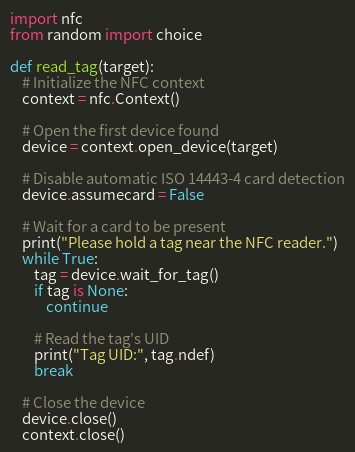 import nfc
from random import choice

def read_tag(target):
    # Initialize the NFC context
    context = nfc.Context()

    # Open the first device found
    device = context.open_device(target)

    # Disable automatic ISO 14443-4 card detection
    device.assumecard = False

    # Wait for a card to be present
    print("Please hold a tag near the NFC reader.")
    while True:
        tag = device.wait_for_tag()
        if tag is None:
            continue

        # Read the tag's UID
        print("Tag UID:", tag.ndef)
        break

    # Close the device
    device.close()
    context.close()